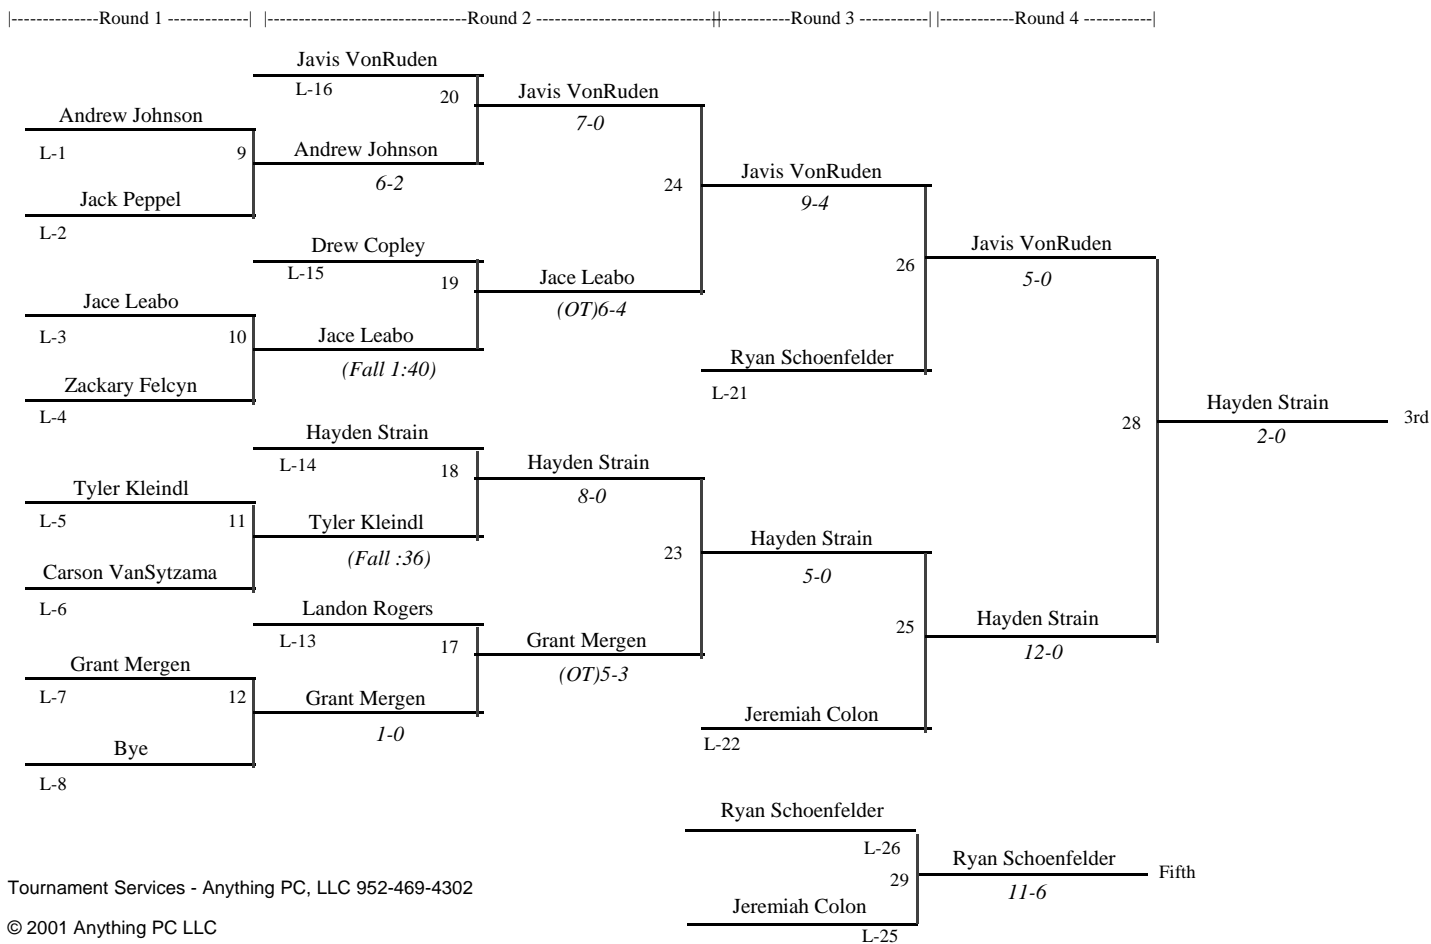 |-------------Round 1 -------------| |------------------------------Round 2 ---------------------------||-----------Round 3 -----------| |-----------Round 4 ----------|
Javis VonRuden
L-16
20
Javis VonRuden
7-0
Andrew Johnson
L-1
9
Andrew Johnson
6-2
Jack Peppel
L-2
24
Javis VonRuden
9-4
Drew Copley
L-15
19
Jace Leabo
(OT)6-4
Jace Leabo
L-3
10
Jace Leabo
(Fall 1:40)
Zackary Felcyn
L-4
26
Javis VonRuden
5-0
Ryan Schoenfelder
L-21
28
Hayden Strain
2-0
3rd
Hayden Strain
L-14
18
Hayden Strain
8-0
Tyler Kleindl
L-5
11
Tyler Kleindl
(Fall :36)
Carson VanSytzama
L-6
23
Hayden Strain
5-0
Landon Rogers
L-13
17
Grant Mergen
(OT)5-3
Grant Mergen
L-7
12
Grant Mergen
1-0
Bye
L-8
25
Hayden Strain
12-0
Jeremiah Colon
L-22
Ryan Schoenfelder
L-26
29
Ryan Schoenfelder
11-6
Fifth
Jeremiah Colon
L-25
Tournament Services - Anything PC, LLC 952-469-4302
© 2001 Anything PC LLC